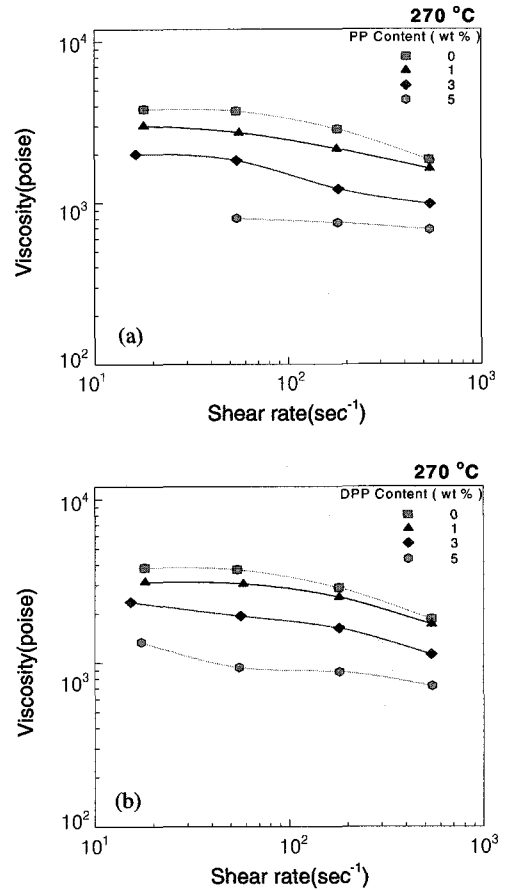 270 °C
PP Content ( wt % )
0
1
3
5
10⁴
10³
10²
Viscosity(poise)
(a)
10¹
10²
10³
Shear rate(sec⁻¹)
270 °C
DPP Content ( wt % )
0
1
3
5
10⁴
10³
10²
Viscosity(poise)
(b)
10¹
10²
10³
Shear rate(sec⁻¹)